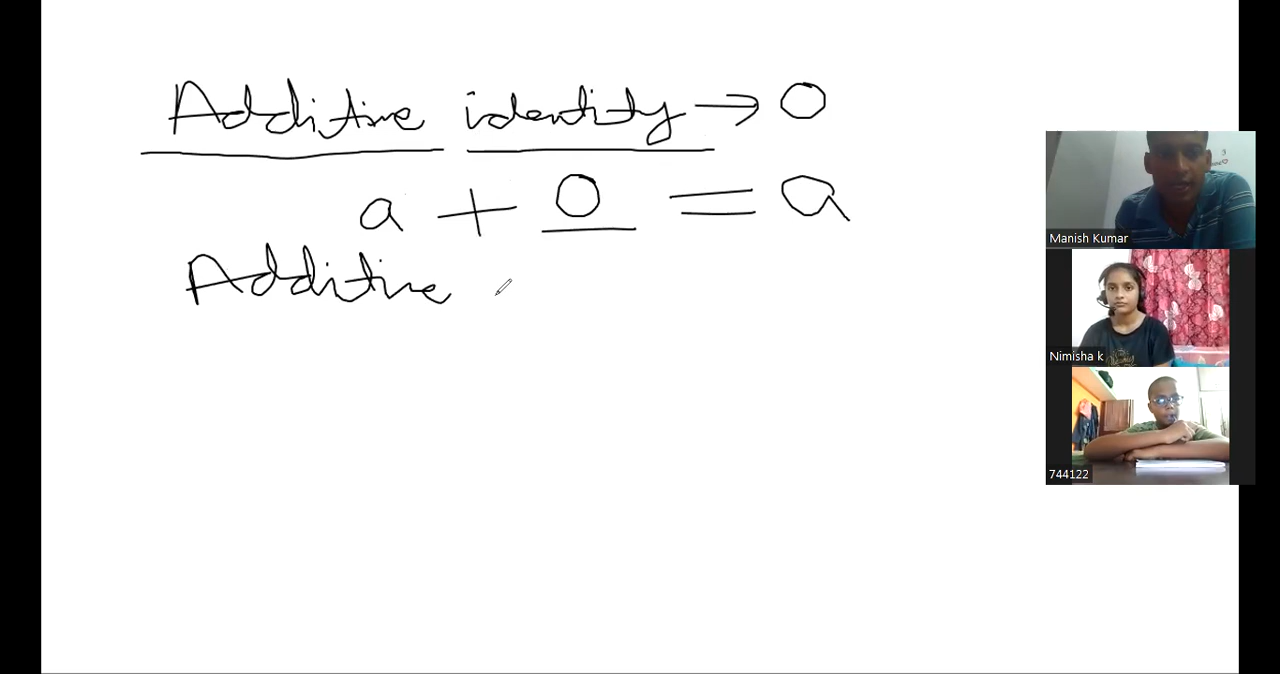 Additive identity → 0
a + 0 = a
Additive
Manish Kumar
Nimisha k
744122